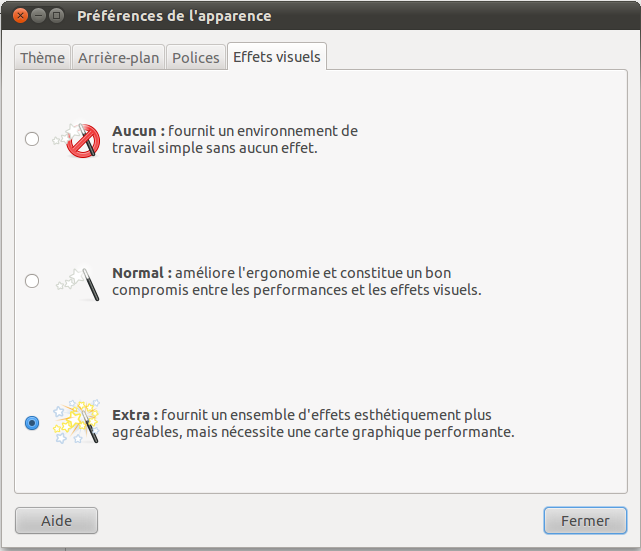 Préférences de l'apparence
Thème
Arrière-plan
Polices
Effets visuels
Aucun : fournit un environnement de
travail simple sans aucun effet.
Normal : améliore l'ergonomie et constitue un bon
compromis entre les performances et les effets visuels.
Extra : fournit un ensemble d'effets esthétiquement plus
agréables, mais nécessite une carte graphique performante.
Aide
Fermer